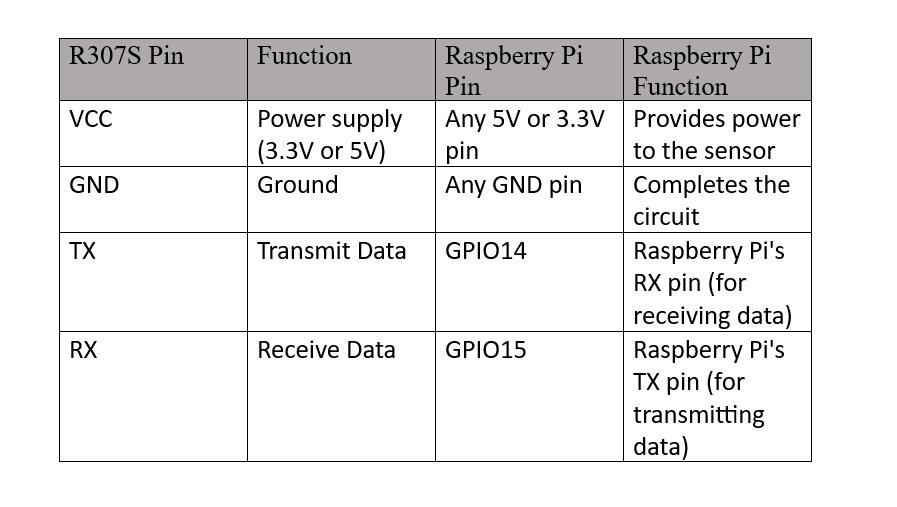 R307S Pin
Function
Raspberry Pi
Pin
Raspberry Pi
Function
VCC
Power supply
(3.3V or 5V)
Any 5V or 3.3V
pin
Provides power
to the sensor
GND
Ground
Any GND pin
Completes the
circuit
TX
Transmit Data
GPIO14
Raspberry Pi's
RX pin (for
receiving data)
RX
Receive Data
GPIO15
Raspberry Pi's
TX pin (for
transmitting
data)